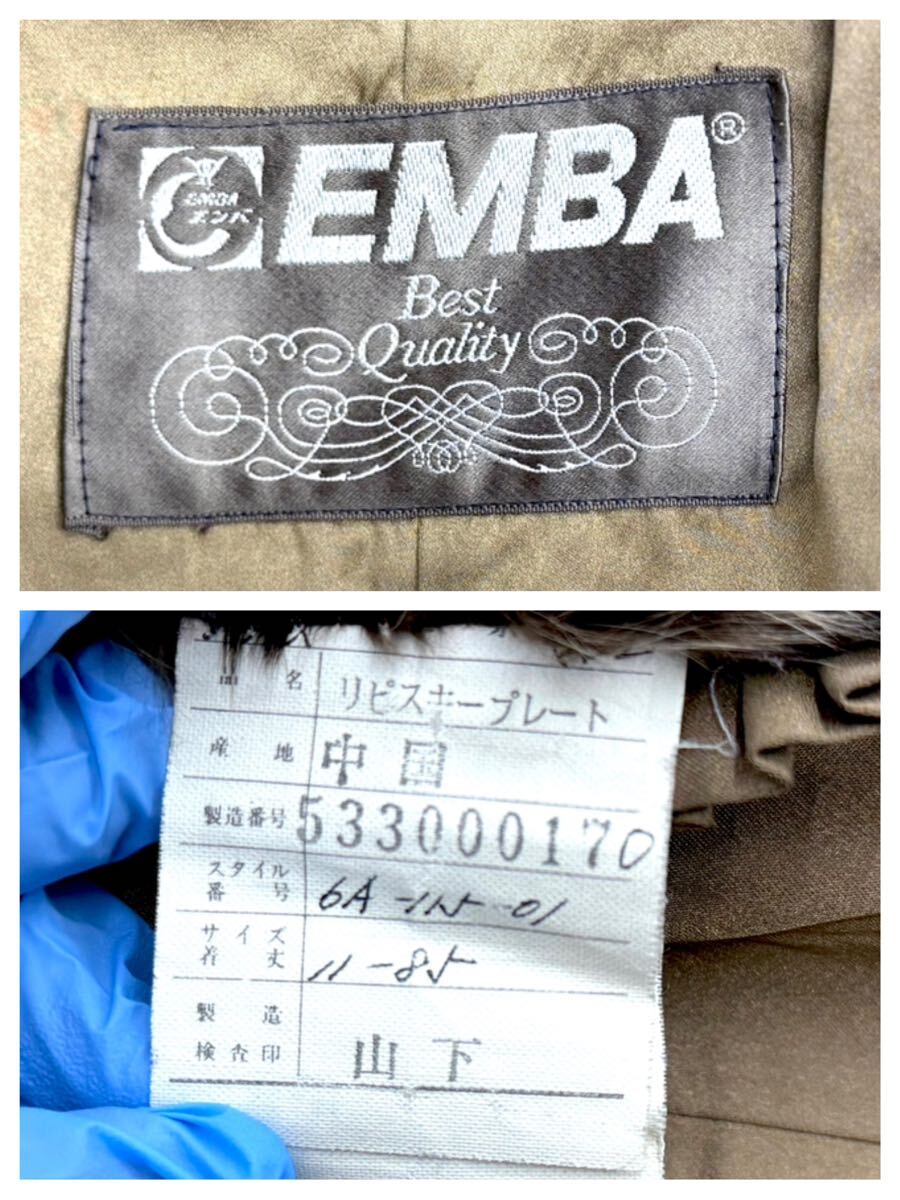 EMBA®
EMBA
エンバ
Best
Quality
品名 リピスキープレート
産地 中国
製造番号 533000170
スタイル
番号 6A-115-01
サイズ
着丈 11-85
製造
検査印 山下